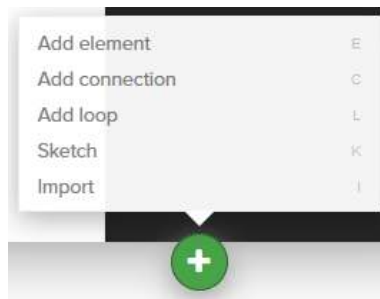 Add element E
Add connection C
Add loop L
Sketch K
Import I